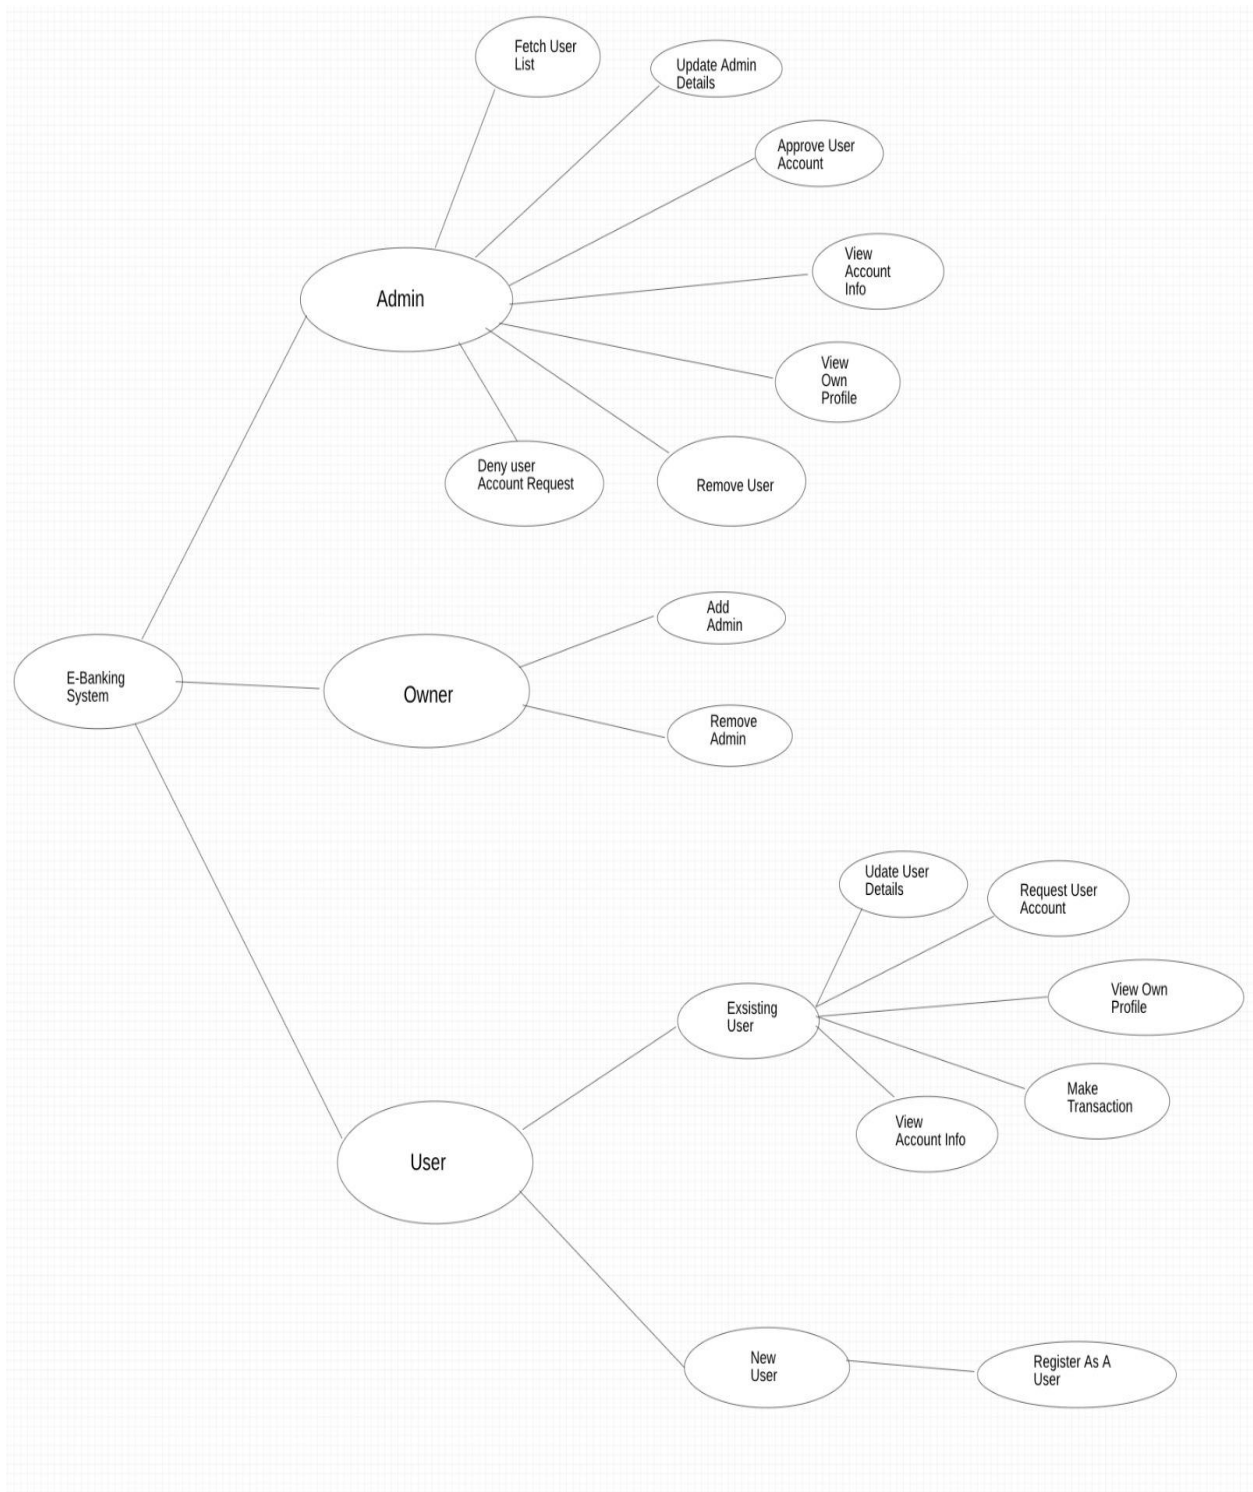 Fetch User
List
Update Admin
Details
Approve User
Account
View
Account
Info
Admin
View
Own
Profile
Deny user
Account Request
Remove User
Add
Admin
E-Banking
System
Owner
Remove
Admin
Udate User
Details
Request User
Account
View Own
Profile
Exsisting
User
Make
Transaction
View
Account Info
User
New
User
Register As A
User